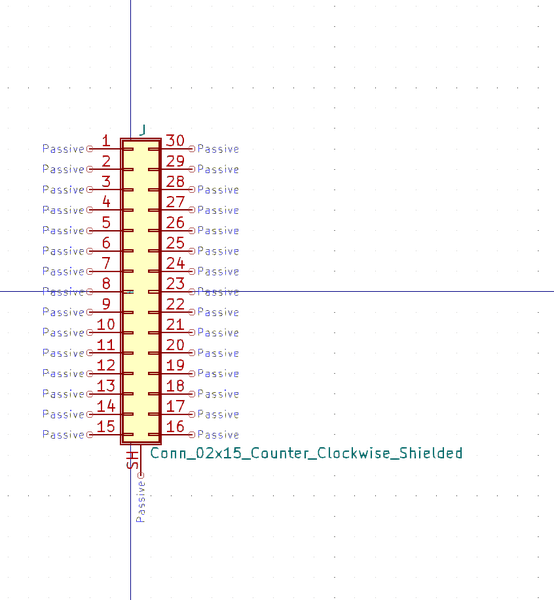 J
Passive 1 30 Passive
Passive 2 29 Passive
Passive 3 28 Passive
Passive 4 27 Passive
Passive 5 26 Passive
Passive 6 25 Passive
Passive 7 24 Passive
Passive 8 23 Passive
Passive 9 22 Passive
Passive 10 21 Passive
Passive 11 20 Passive
Passive 12 19 Passive
Passive 13 18 Passive
Passive 14 17 Passive
Passive 15 16 Passive
SH
Conn_02x15_Counter_Clockwise_Shielded
Passive